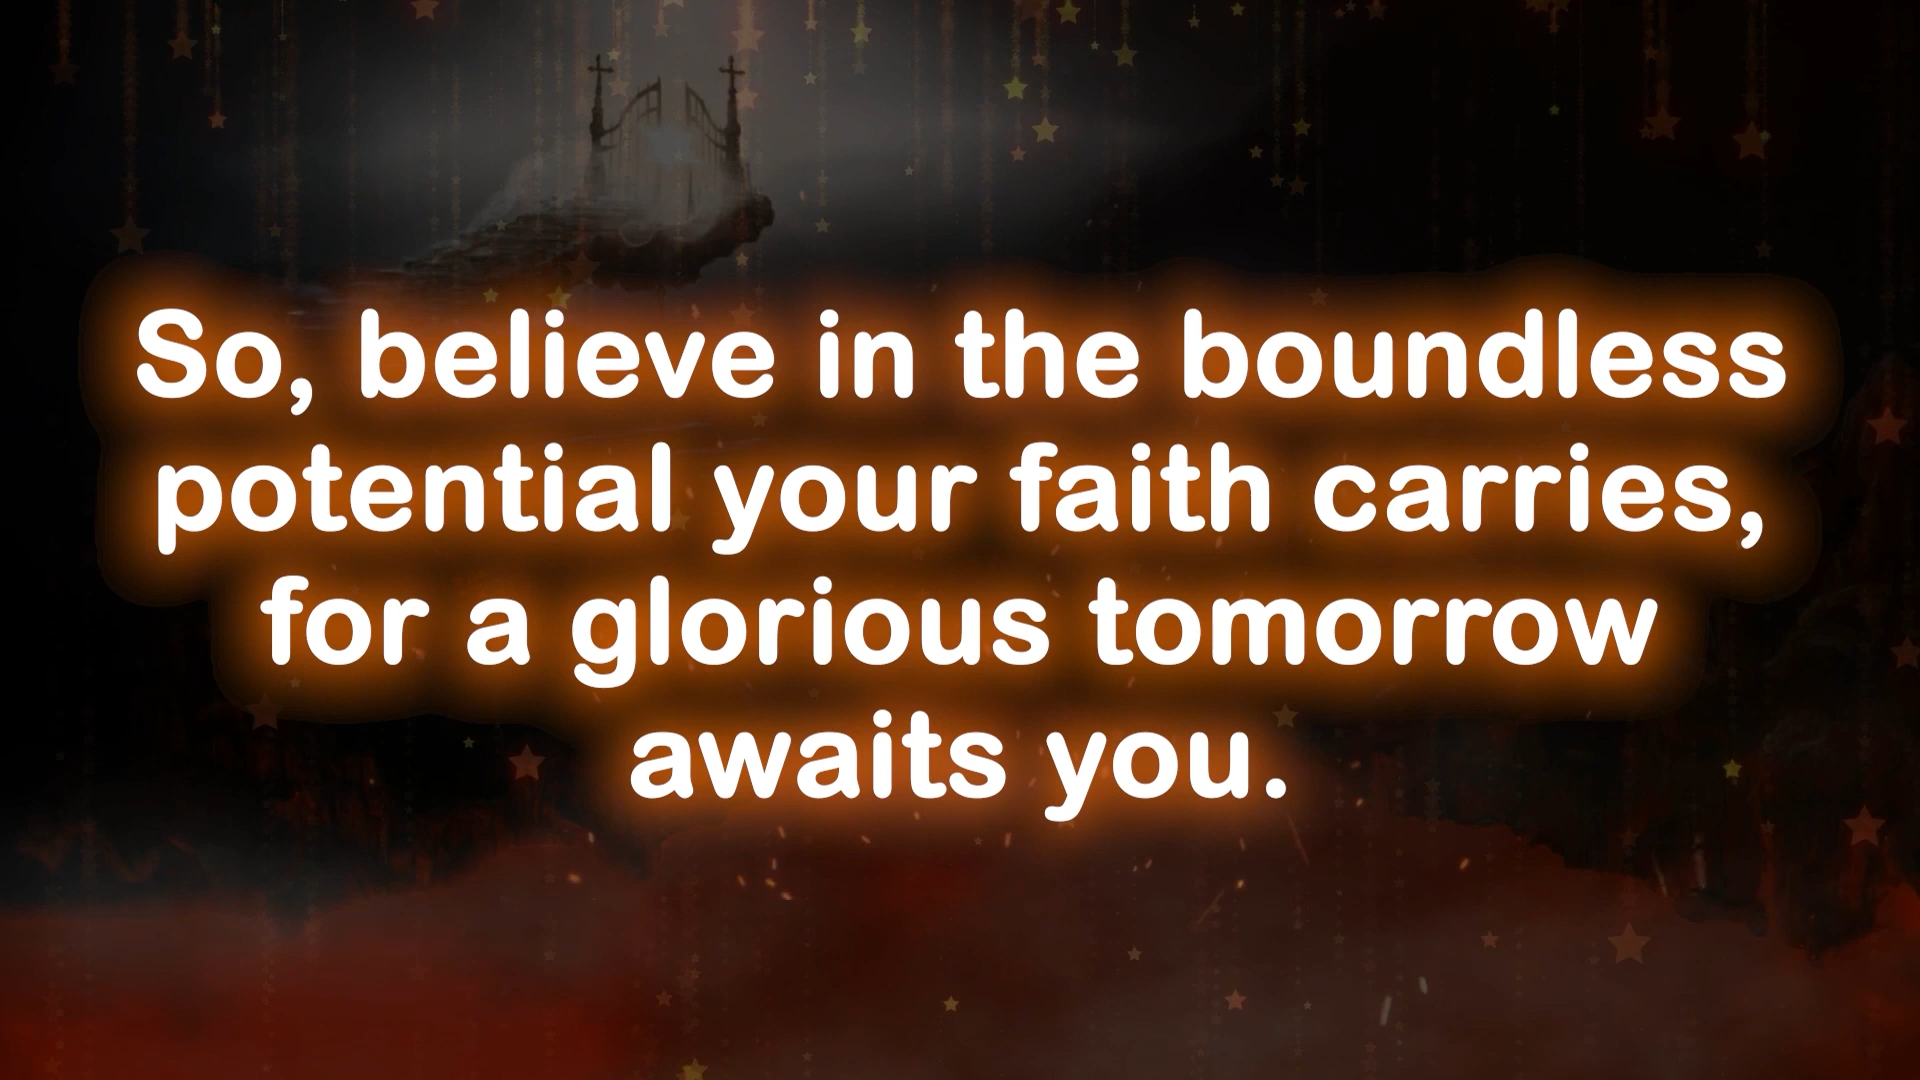 So, believe in the boundless
potential your faith carries,
for a glorious tomorrow
awaits you.